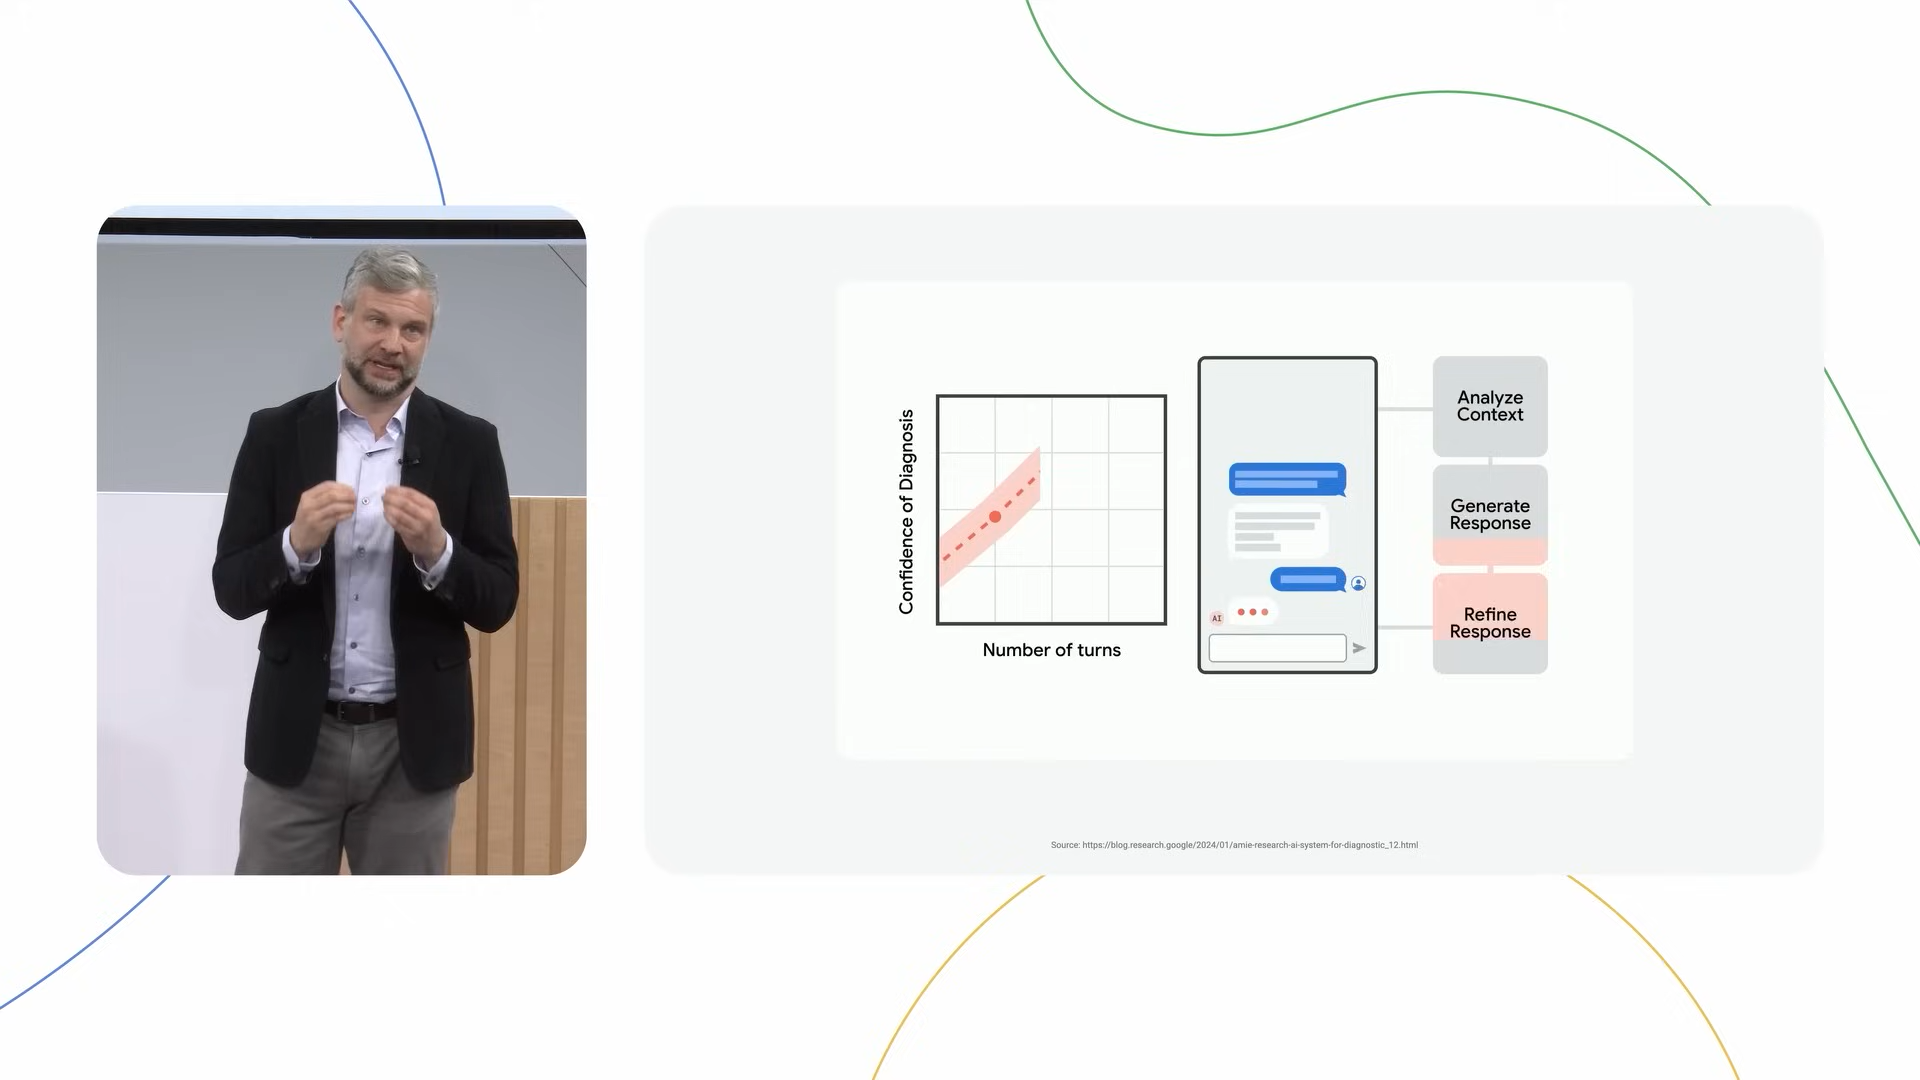 Confidence of Diagnosis
Number of turns
AI
Analyze
Context
Generate
Response
Refine
Response
Source: https://blog.research.google/2024/01/amie-research-ai-system-for-diagnostic_12.html